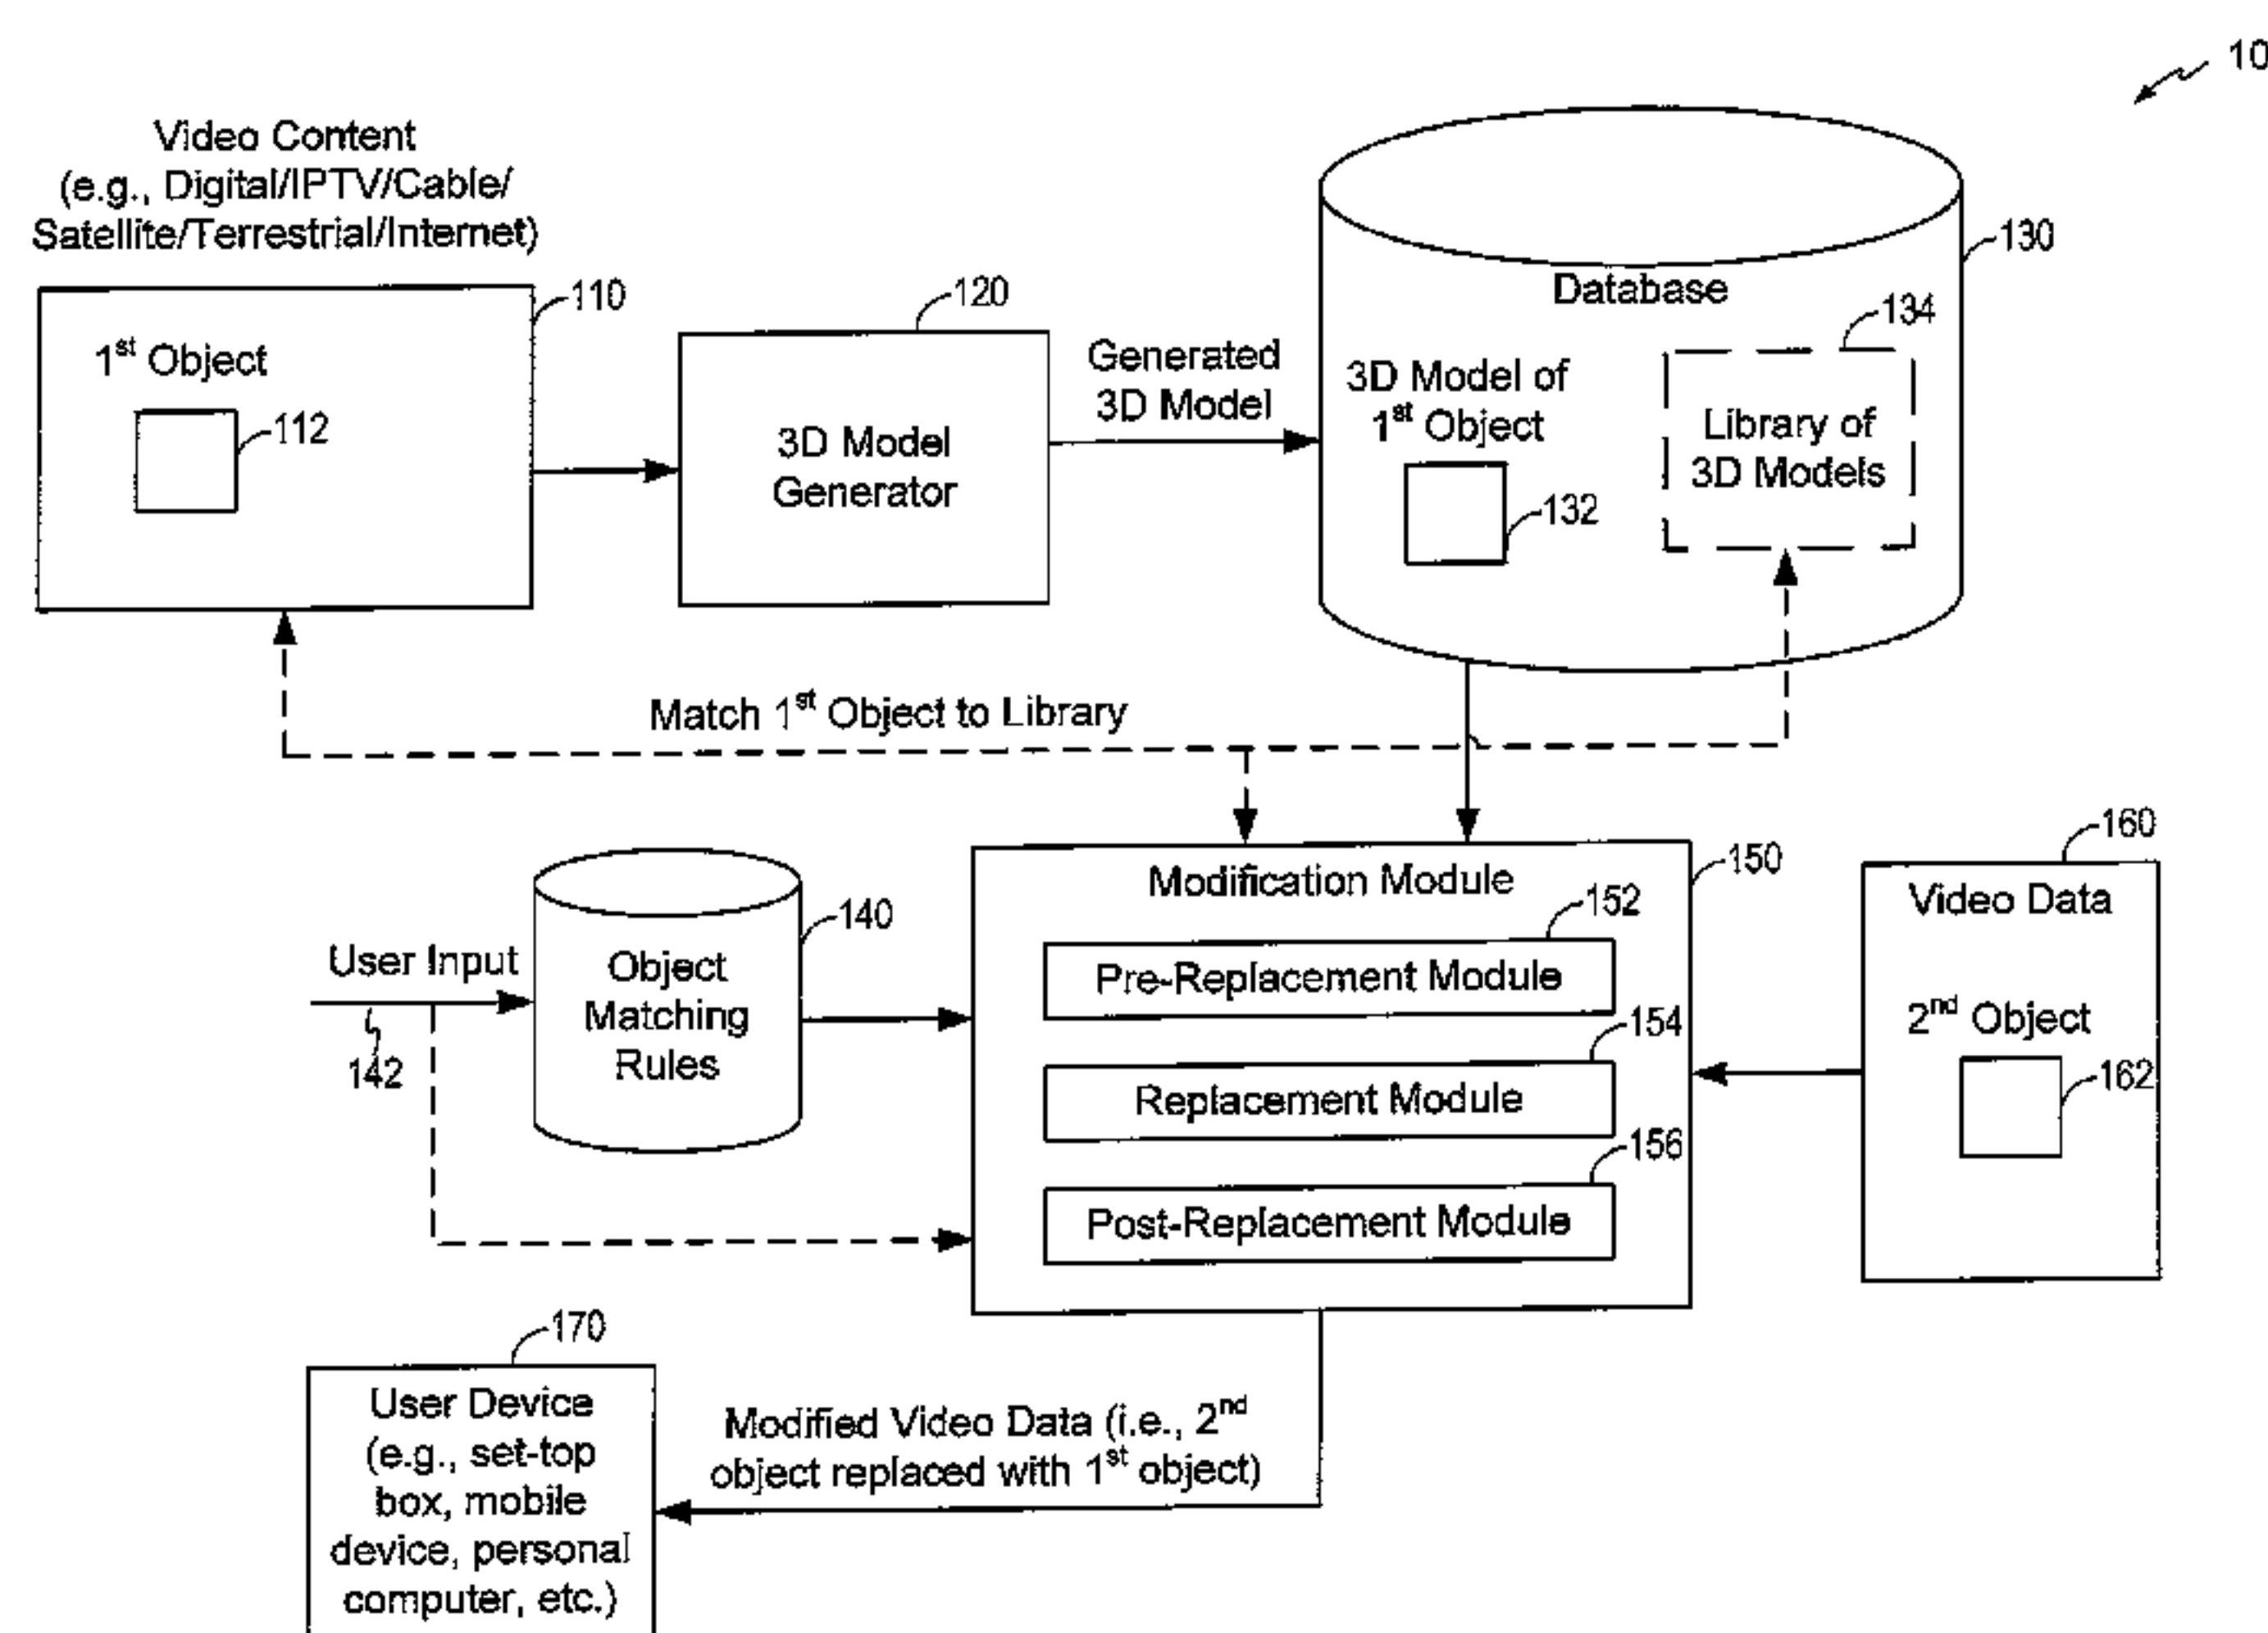 10
Video Content
(e.g., Digital/IPTV/Cable/
Satellite/Terrestrial/Internet)
110
1st Object
112
120
3D Model
Generator
Generated
3D Model
130
Database
134
3D Model of
1st Object
132
Library of
3D Models
Match 1st Object to Library
User Input
142
140
Object
Matching
Rules
150
Modification Module
152
Pre-Replacement Module
154
Replacement Module
156
Post-Replacement Module
160
Video Data
2nd Object
162
170
User Device
(e.g., set-top
box, mobile
device, personal
computer, etc.)
Modified Video Data (i.e., 2nd
object replaced with 1st object)